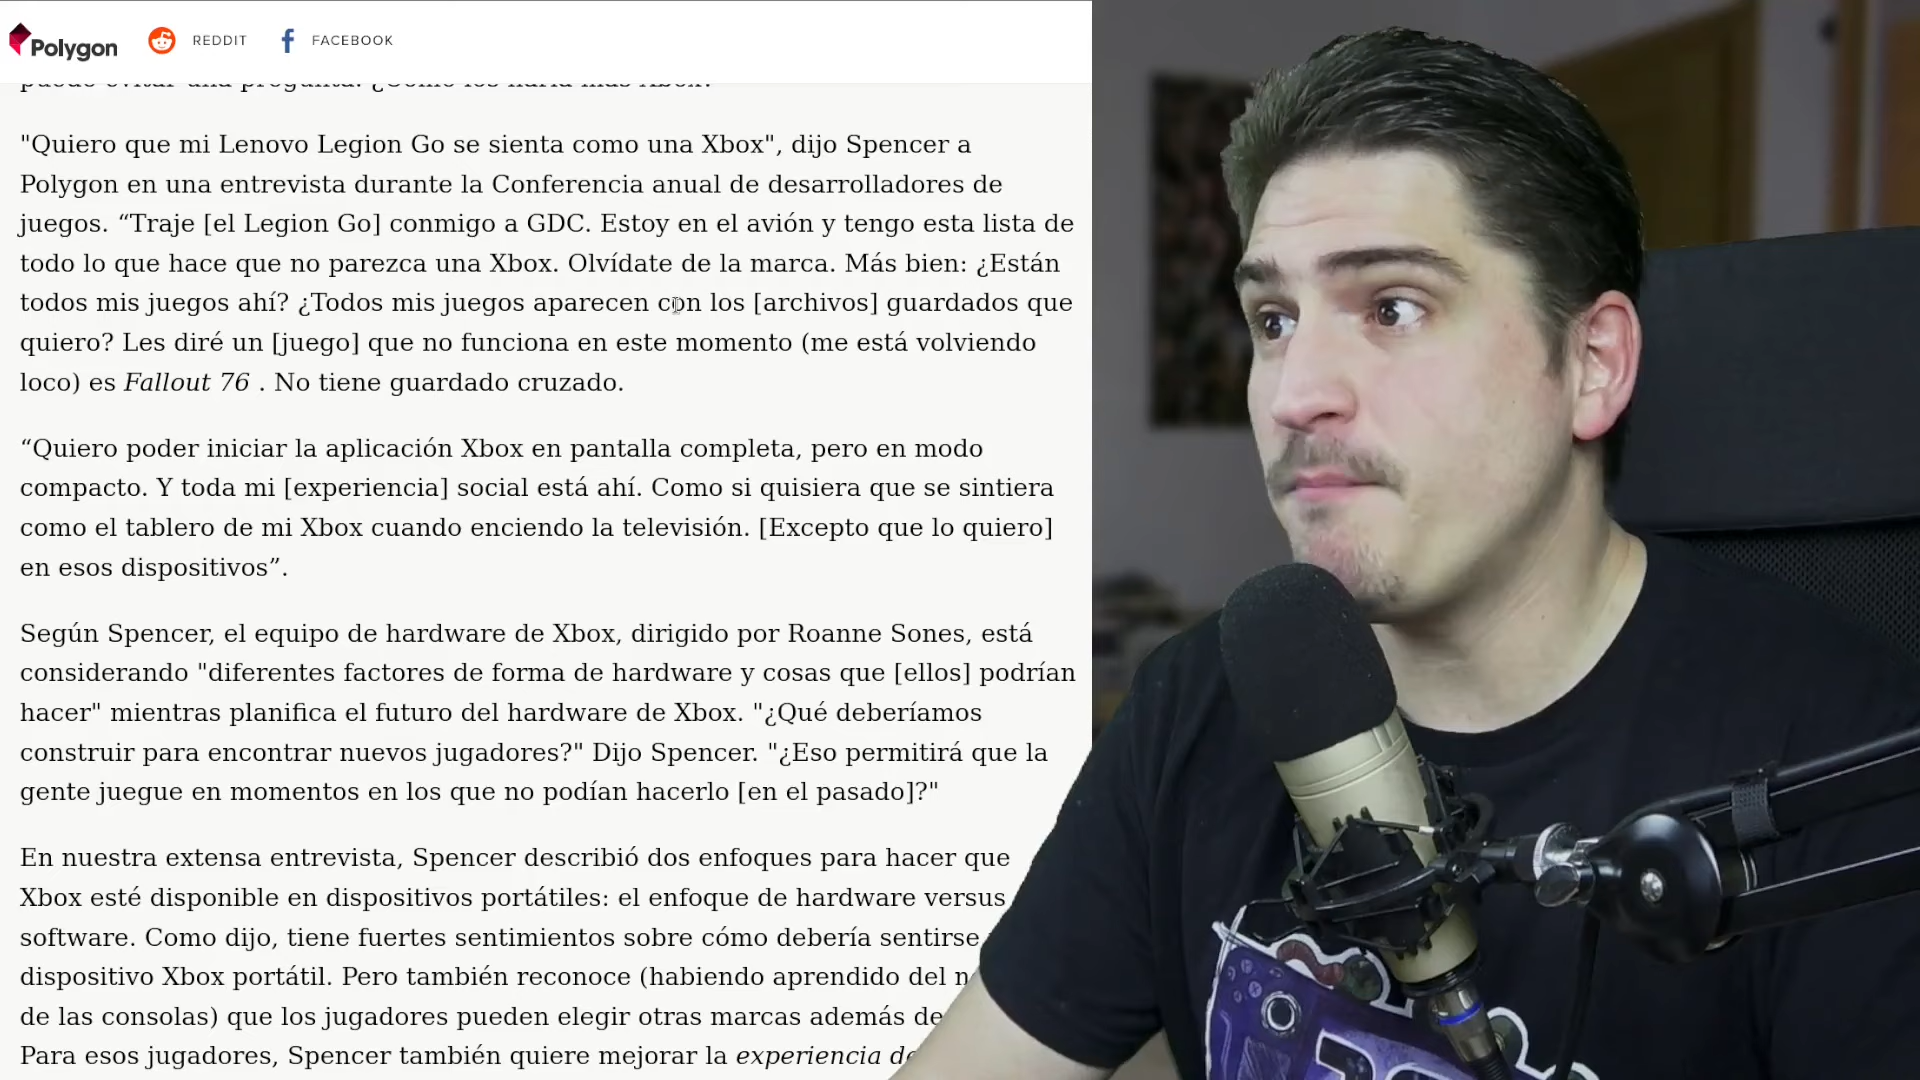 Polygon REDDIT FACEBOOK
puede evitar una pregunta: ¿Cómo los haría más Xbox?
"Quiero que mi Lenovo Legion Go se sienta como una Xbox", dijo Spencer a
Polygon en una entrevista durante la Conferencia anual de desarrolladores de
juegos. “Traje [el Legion Go] conmigo a GDC. Estoy en el avión y tengo esta lista de
todo lo que hace que no parezca una Xbox. Olvídate de la marca. Más bien: ¿Están
todos mis juegos ahí? ¿Todos mis juegos aparecen con los [archivos] guardados que
quiero? Les diré un [juego] que no funciona en este momento (me está volviendo
loco) es Fallout 76 . No tiene guardado cruzado.
“Quiero poder iniciar la aplicación Xbox en pantalla completa, pero en modo
compacto. Y toda mi [experiencia] social está ahí. Como si quisiera que se sintiera
como el tablero de mi Xbox cuando enciendo la televisión. [Excepto que lo quiero]
en esos dispositivos”.
Según Spencer, el equipo de hardware de Xbox, dirigido por Roanne Sones, está
considerando "diferentes factores de forma de hardware y cosas que [ellos] podrían
hacer" mientras planifica el futuro del hardware de Xbox. "¿Qué deberíamos
construir para encontrar nuevos jugadores?" Dijo Spencer. "¿Eso permitirá que la
gente juegue en momentos en los que no podían hacerlo [en el pasado]?"
En nuestra extensa entrevista, Spencer describió dos enfoques para hacer que
Xbox esté disponible en dispositivos portátiles: el enfoque de hardware versus
software. Como dijo, tiene fuertes sentimientos sobre cómo debería sentirse
dispositivo Xbox portátil. Pero también reconoce (habiendo aprendido del
de las consolas) que los jugadores pueden elegir otras marcas además de
Para esos jugadores, Spencer también quiere mejorar la experiencia de